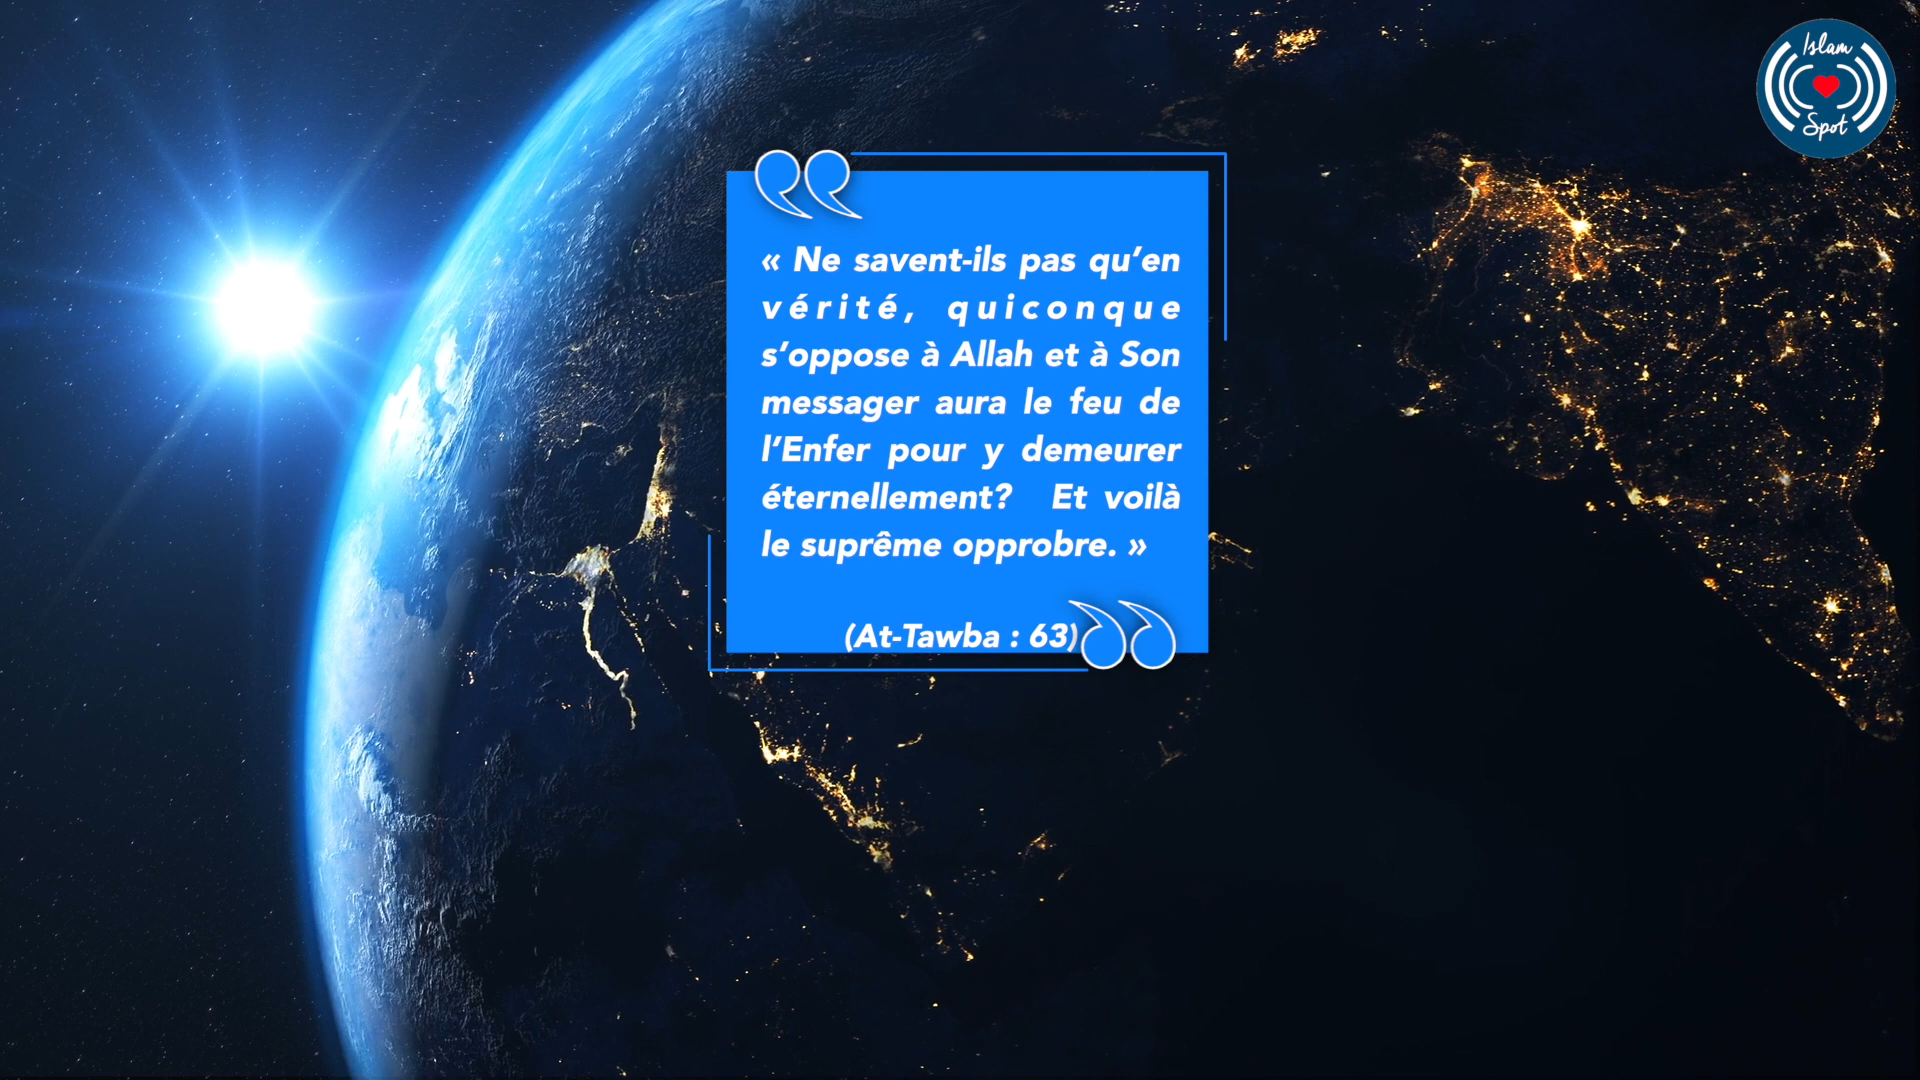 Islam
Spot
« Ne savent-ils pas qu’en
vérité, quiconque
s’oppose à Allah et à Son
messager aura le feu de
l’Enfer pour y demeurer
éternellement? Et voilà
le suprême opprobre. »
(At-Tawba : 63)